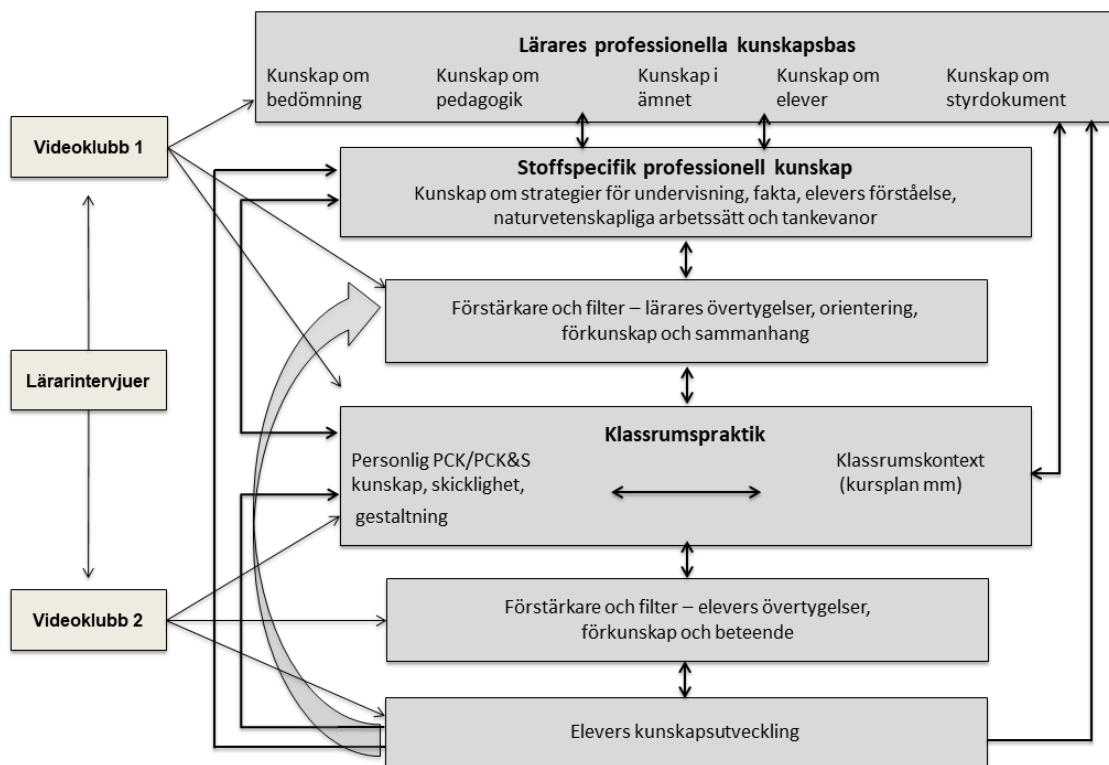 Lärares professionella kunskapsbas
Kunskap om bedömning
Kunskap om pedagogik
Kunskap i ämnet
Kunskap om elever
Kunskap om styrdokument
Videoklubb 1
Stoffspecifik professionell kunskap
Kunskap om strategier för undervisning, fakta, elevers förståelse,
naturvetenskapliga arbetssätt och tankevanor
Förstärkare och filter – lärares övertygelser, orientering,
förkunskap och sammanhang
Lärarintervjuer
Klassrumspraktik
Personlig PCK/PCK&S
kunskap, skicklighet,
gestaltning
Klassrumskontext
(kursplan mm)
Videoklubb 2
Förstärkare och filter – elevers övertygelser,
förkunskap och beteende
Elevers kunskapsutveckling